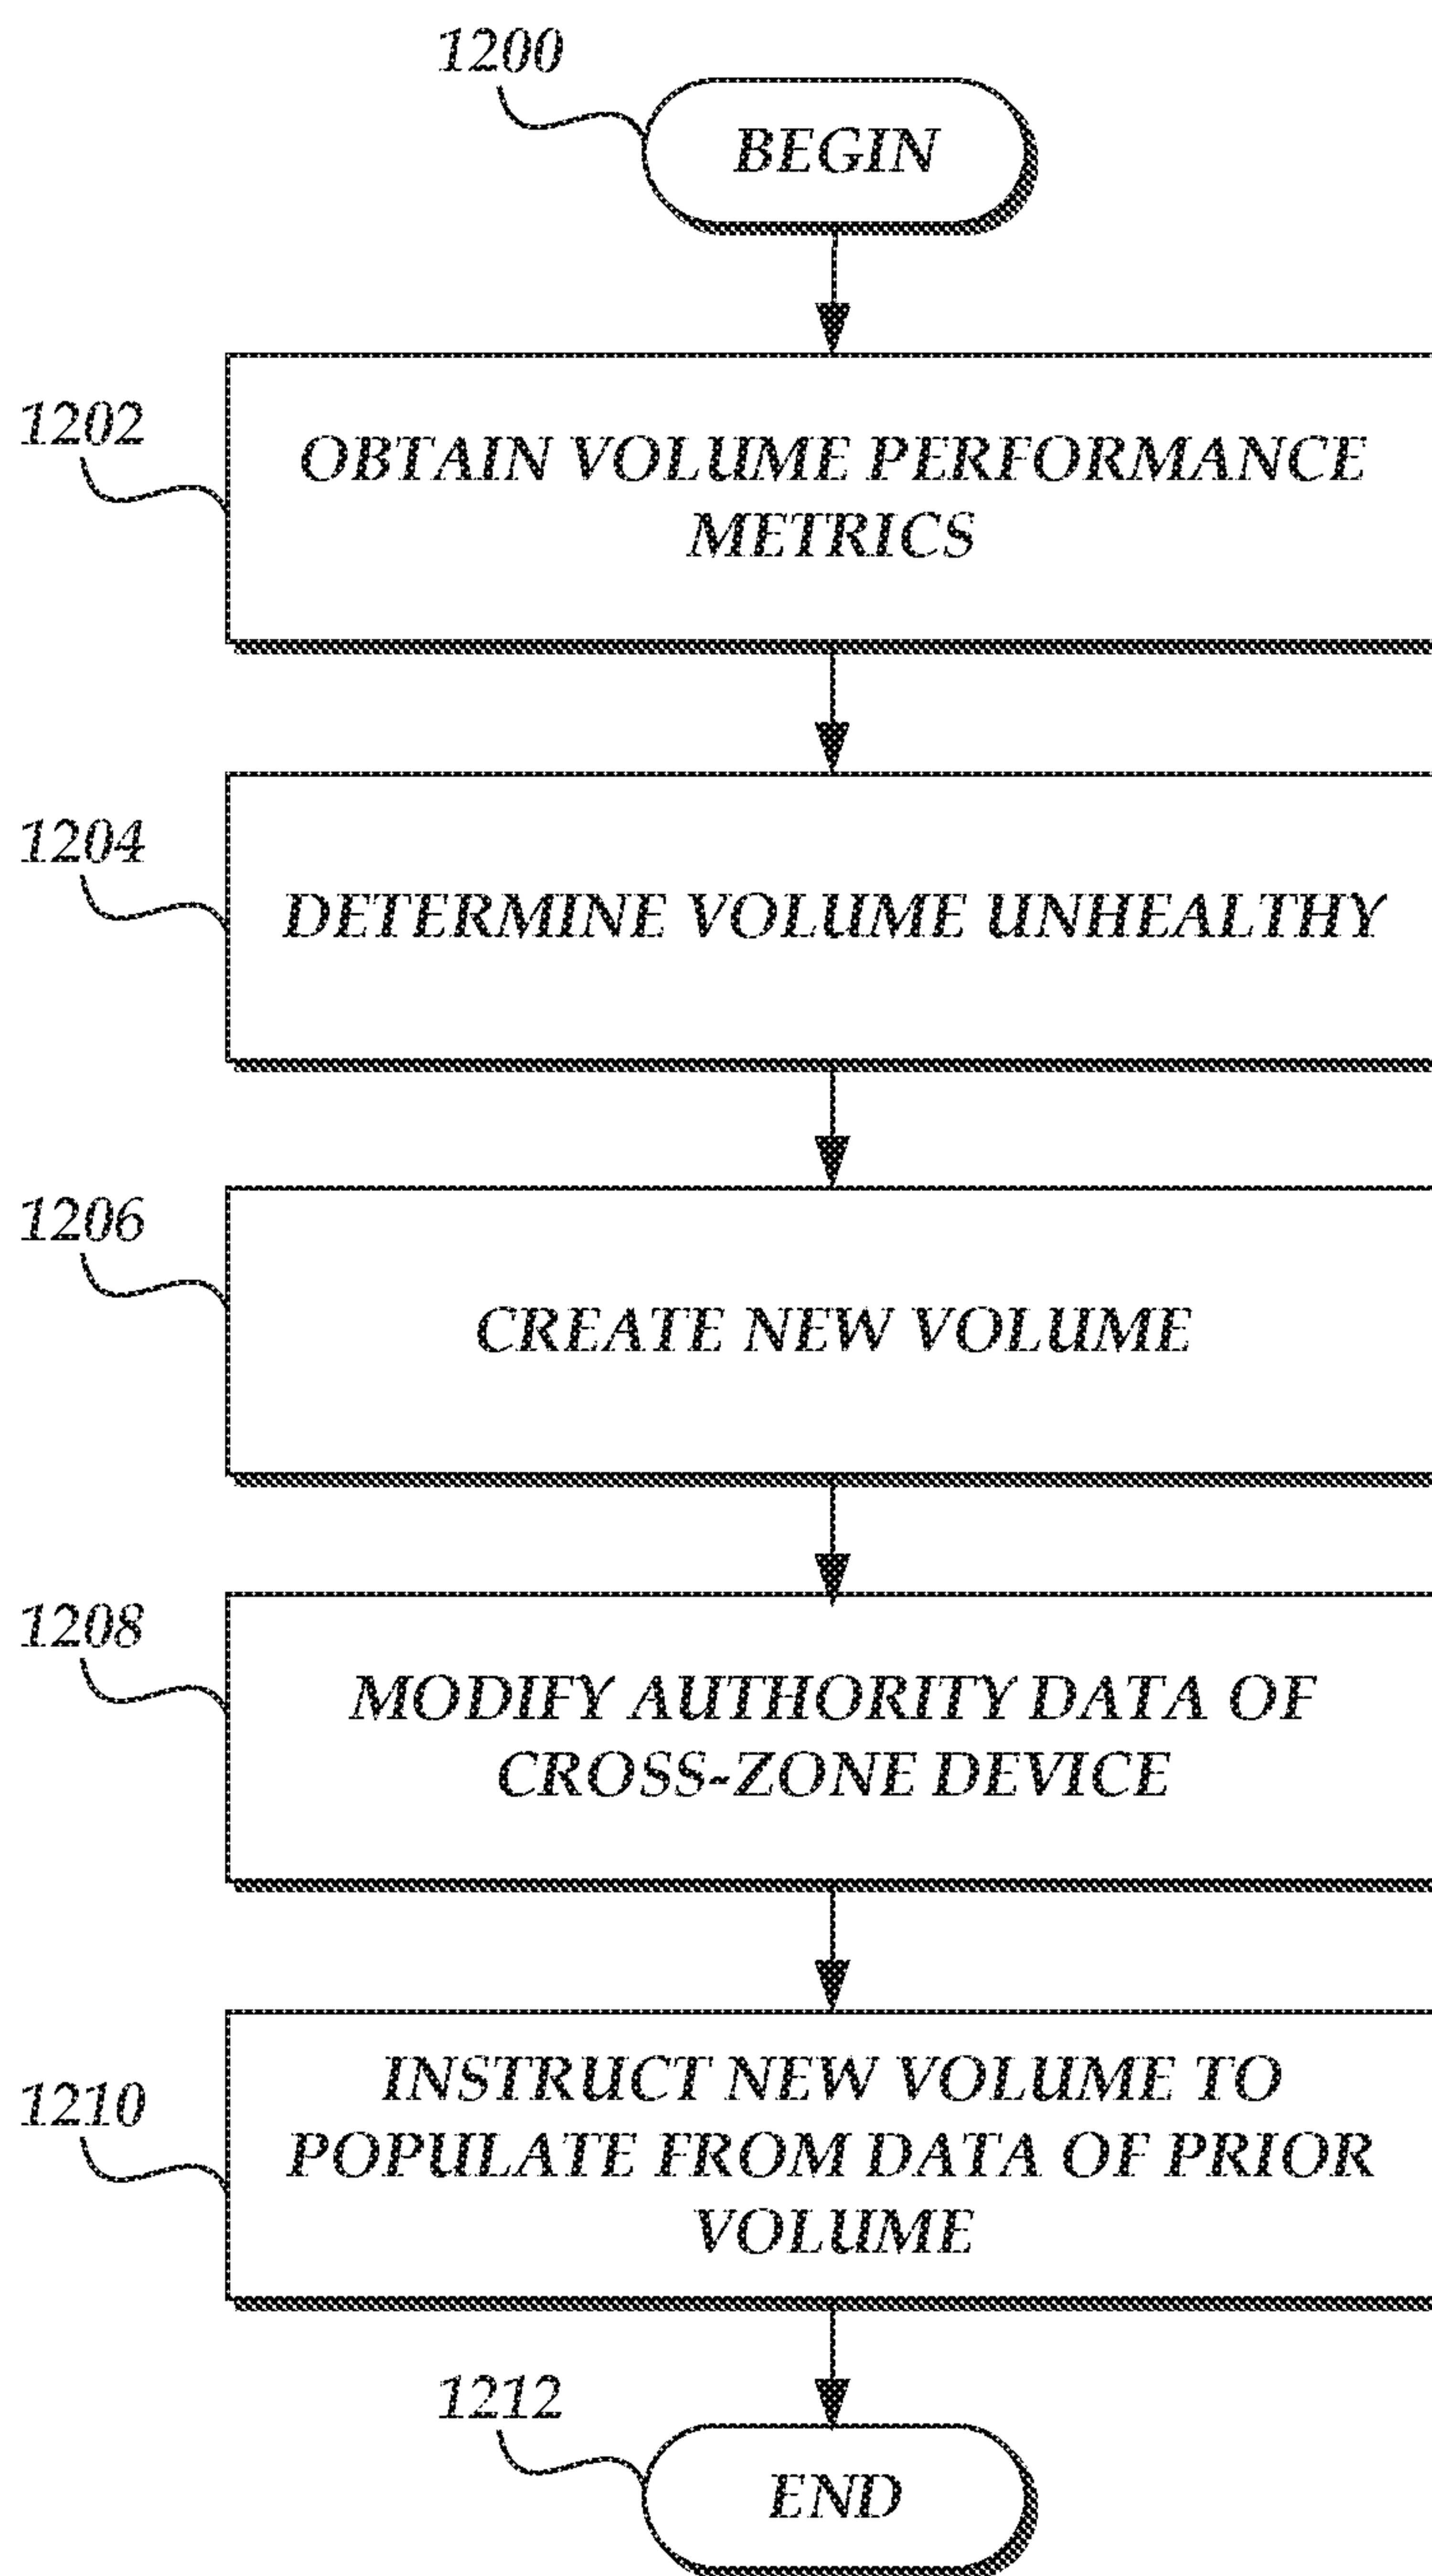 1200
BEGIN
1202
OBTAIN VOLUME PERFORMANCE
METRICS
1204
DETERMINE VOLUME UNHEALTHY
1206
CREATE NEW VOLUME
1208
MODIFY AUTHORITY DATA OF
CROSS-ZONE DEVICE
1210
INSTRUCT NEW VOLUME TO
POPULATE FROM DATA OF PRIOR
VOLUME
1212
END